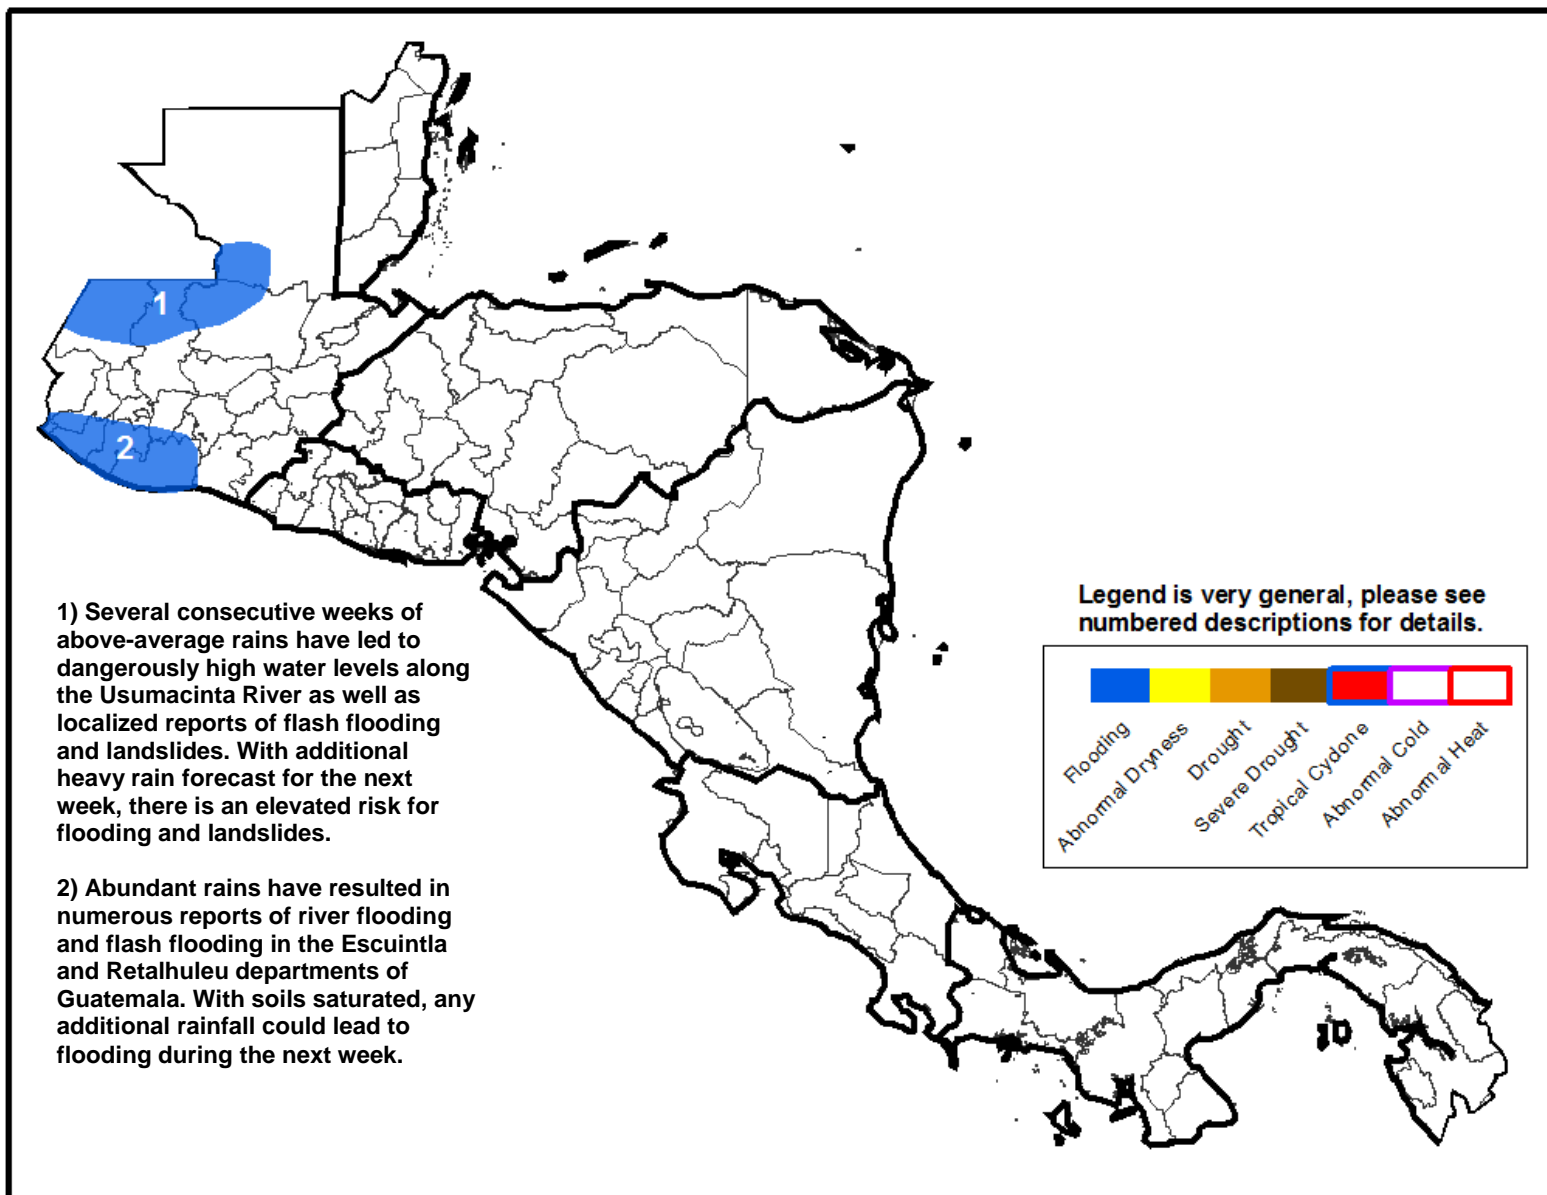 1
2
1) Several consecutive weeks of
above-average rains have led to
dangerously high water levels along
the Usumacinta River as well as
localized reports of flash flooding
and landslides. With additional
heavy rain forecast for the next
week, there is an elevated risk for
flooding and landslides.
2) Abundant rains have resulted in
numerous reports of river flooding
and flash flooding in the Escuintla
and Retalhuleu departments of
Guatemala. With soils saturated, any
additional rainfall could lead to
flooding during the next week.
Legend is very general, please see
numbered descriptions for details.
Flooding
Abnormal Dryness
Drought
Severe Drought
Tropical Cyclone
Abnormal Cold
Abnormal Heat